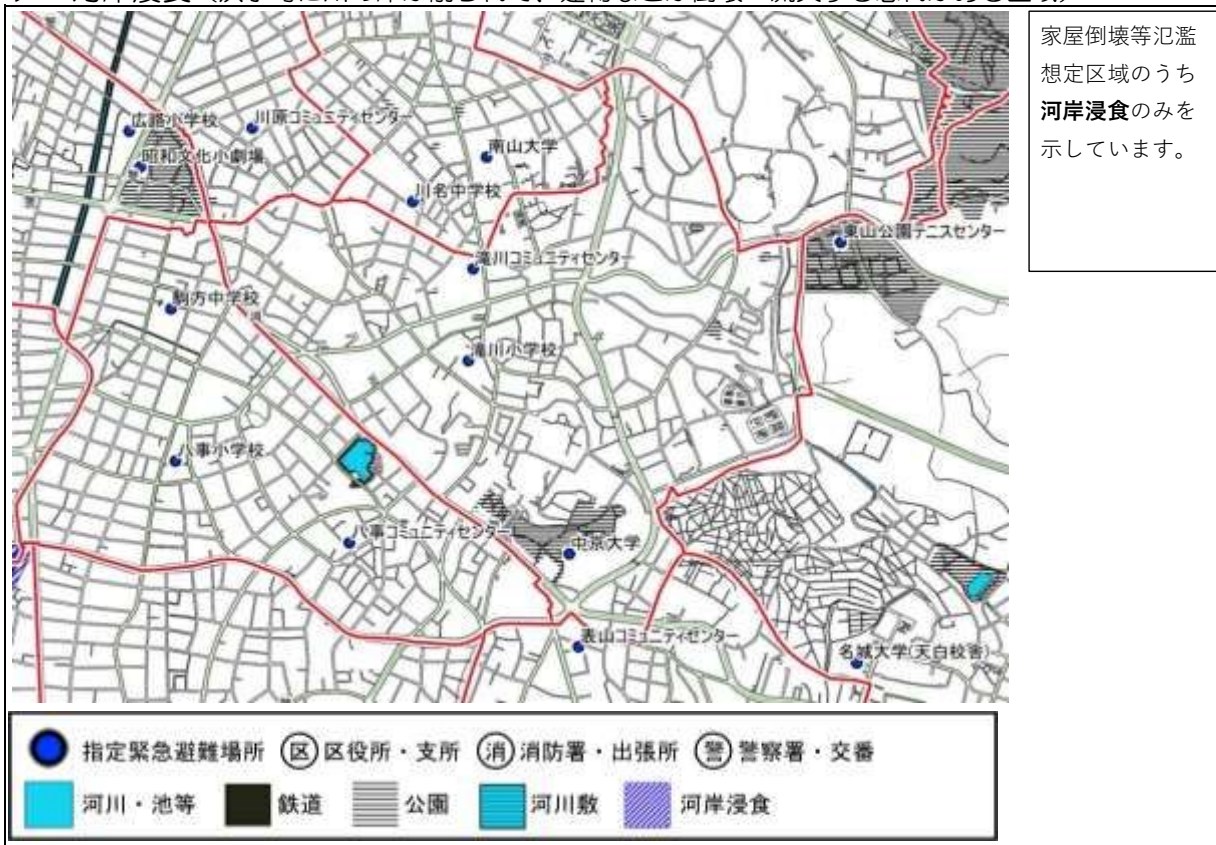 家屋倒壊等氾濫
想定区域のうち
河岸浸食のみを
示しています。
広路小学校
川原コミュニティセンター
昭和文化小劇場
南山大学
川名中学校
東山公園テニスセンター
滝川コミュニティセンター
駒方中学校
滝川小学校
八事小学校
八事コミュニティセンター
中京大学
表山コミュニティセンター
名城大学(天白校舎)
指定緊急避難場所 区 区役所・支所 消 消防署・出張所 警 警察署・交番
河川・池等 鉄道 公園 河川敷 河岸浸食